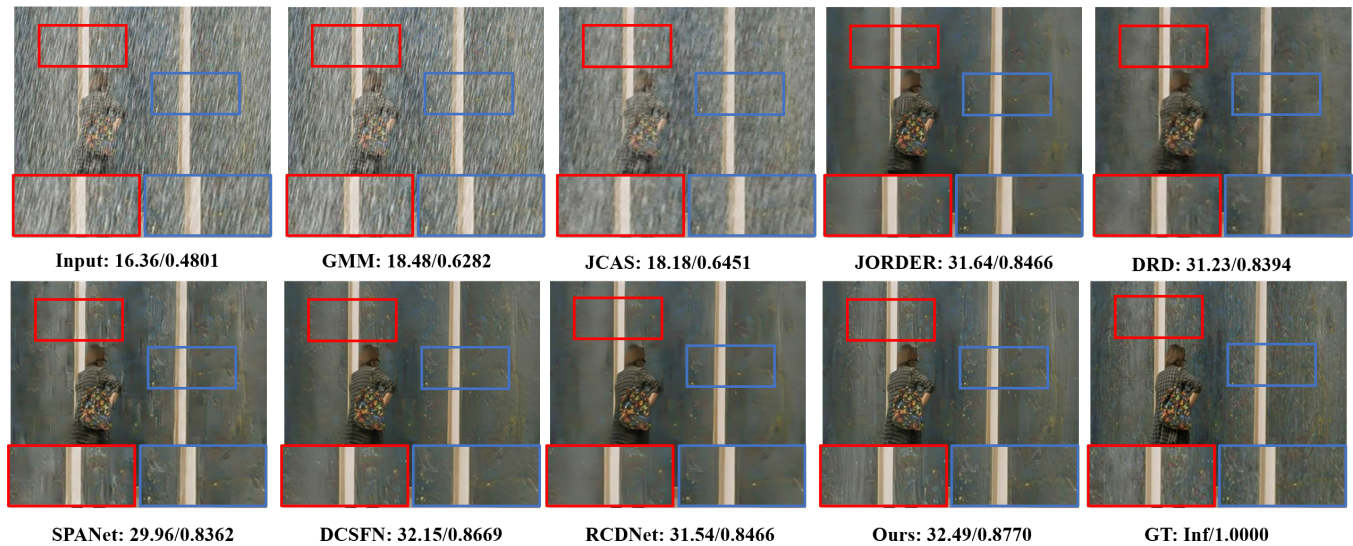 Input: 16.36/0.4801
GMM: 18.48/0.6282
JCAS: 18.18/0.6451
JORDER: 31.64/0.8466
DRD: 31.23/0.8394
SPANet: 29.96/0.8362
DCSFN: 32.15/0.8669
RCDNet: 31.54/0.8466
Ours: 32.49/0.8770
GT: Inf/1.0000